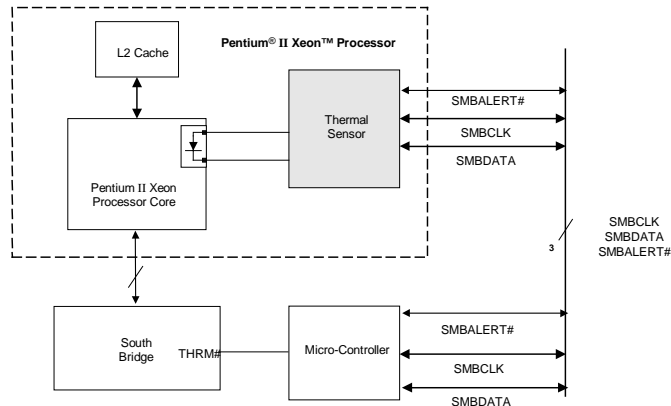 Pentium® II Xeon™ Processor
L2 Cache
Thermal
Sensor
SMBALERT#
SMBCLK
SMBDATA
Pentium II Xeon
Processor Core
SMBCLK
SMBDATA
SMBALERT#
3
South
Bridge
THRM#
Micro-Controller
SMBALERT#
SMBCLK
SMBDATA